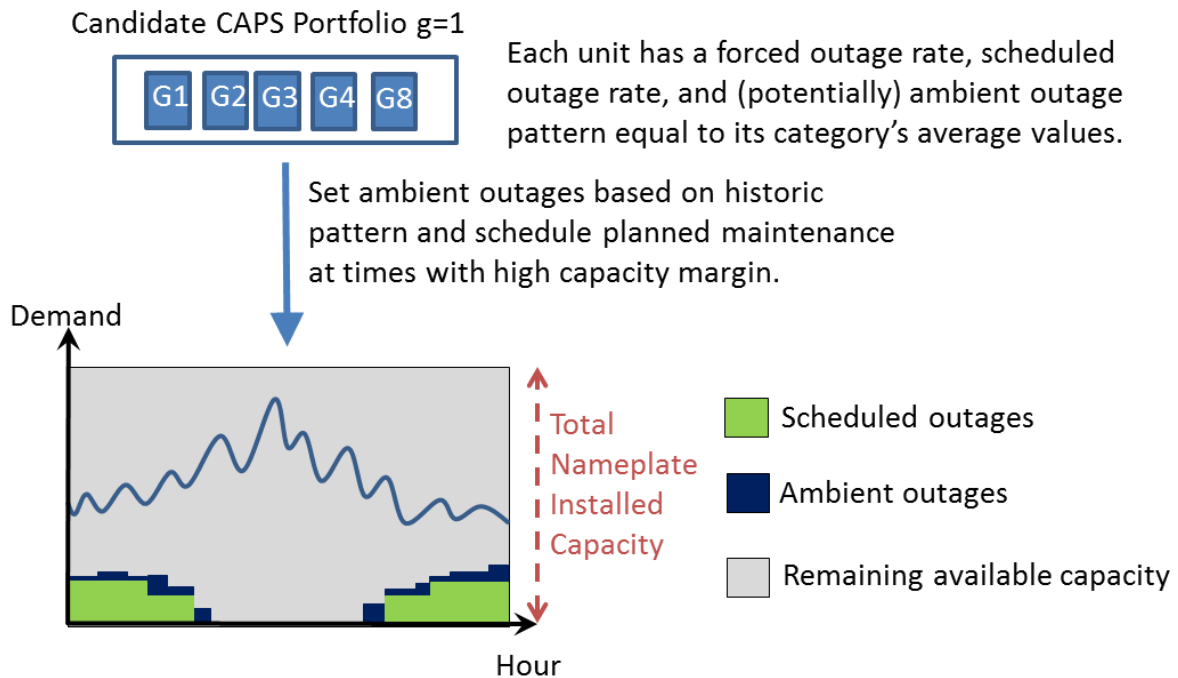 Candidate CAPS Portfolio g=1
G1 G2 G3 G4 G8
Each unit has a forced outage rate, scheduled
outage rate, and (potentially) ambient outage
pattern equal to its category’s average values.
Set ambient outages based on historic
pattern and schedule planned maintenance
at times with high capacity margin.
Demand
Total
Nameplate
Installed
Capacity
Hour
Scheduled outages
Ambient outages
Remaining available capacity